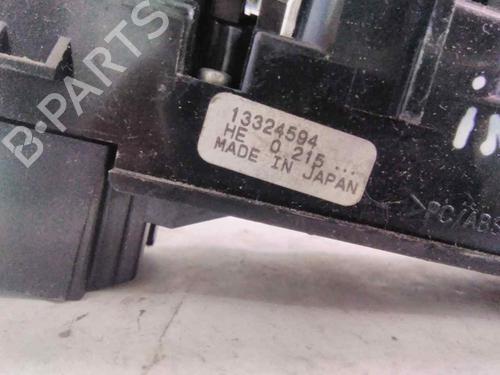 B-PARTS
13324594
HE 0 215 ...
MADE IN JAPAN
>PC/ABS